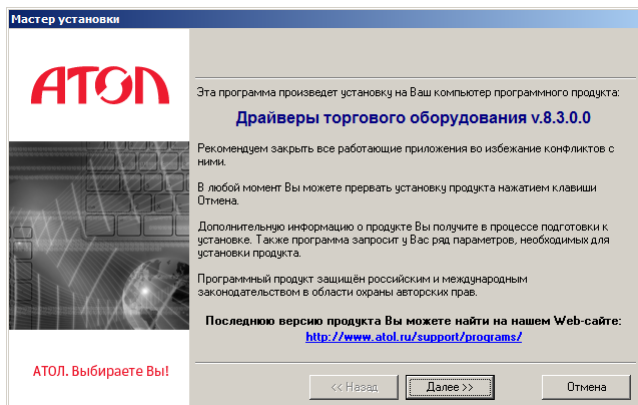 Мастер установки
АТОЛ
Эта программа произведет установку на Ваш компьютер программного продукта:
Драйверы торгового оборудования v.8.3.0.0
Рекомендуем закрыть все работающие приложения во избежание конфликтов с
ними.
В любой момент Вы можете прервать установку продукта нажатием клавиши
Отмена.
Дополнительную информацию о продукте Вы получите в процессе подготовки к
установке. Также программа запросит у Вас ряд параметров, необходимых для
установки продукта.
Программный продукт защищён российским и международным
законодательством в области охраны авторских прав.
Последнюю версию продукта Вы можете найти на нашем Web-сайте:
http://www.atol.ru/support/programs/
АТОЛ. Выбираете Вы!
<< Назад
Далее >>
Отмена